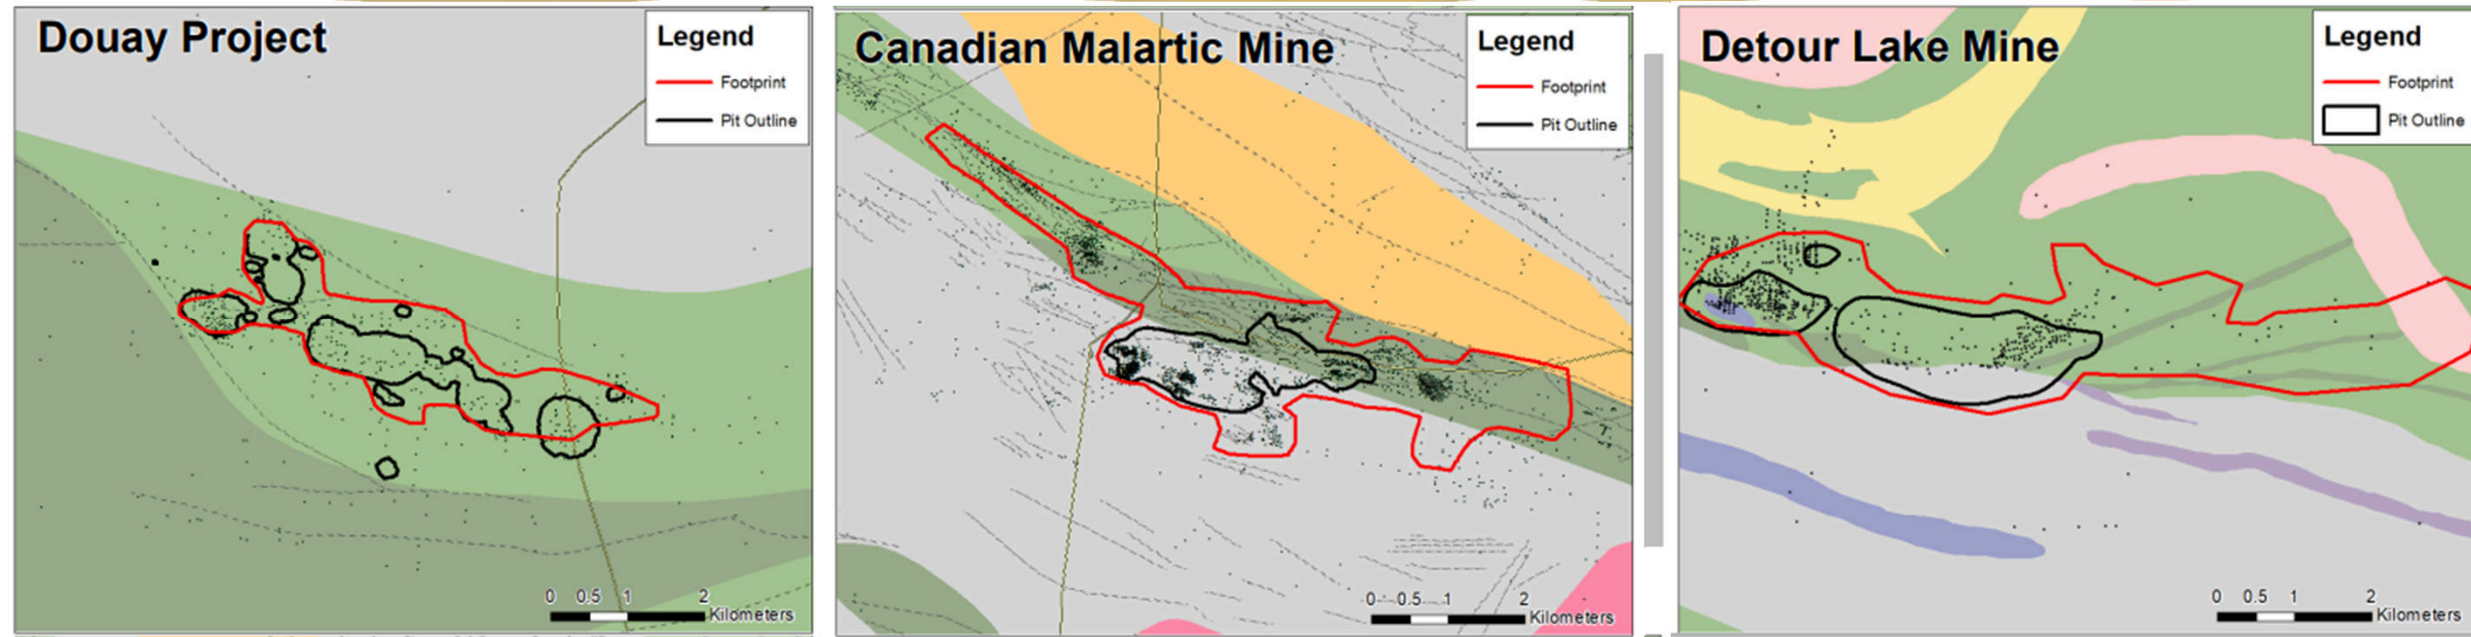 Douay Project
Legend
Footprint
Pit Outline
0 0.5 1 2
Kilometers
Canadian Malartic Mine
Legend
Footprint
Pit Outline
0 0.5 1 2
Kilometers
Detour Lake Mine
Legend
Footprint
Pit Outline
0 0.5 1 2
Kilometers